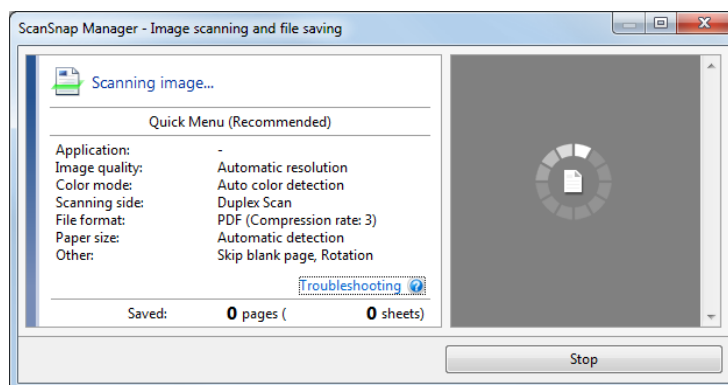 ScanSnap Manager - Image scanning and file saving
Scanning image...
Quick Menu (Recommended)
Application: -
Image quality: Automatic resolution
Color mode: Auto color detection
Scanning side: Duplex Scan
File format: PDF (Compression rate: 3)
Paper size: Automatic detection
Other: Skip blank page, Rotation
Troubleshooting ?
Saved: 0 pages ( 0 sheets)
Stop